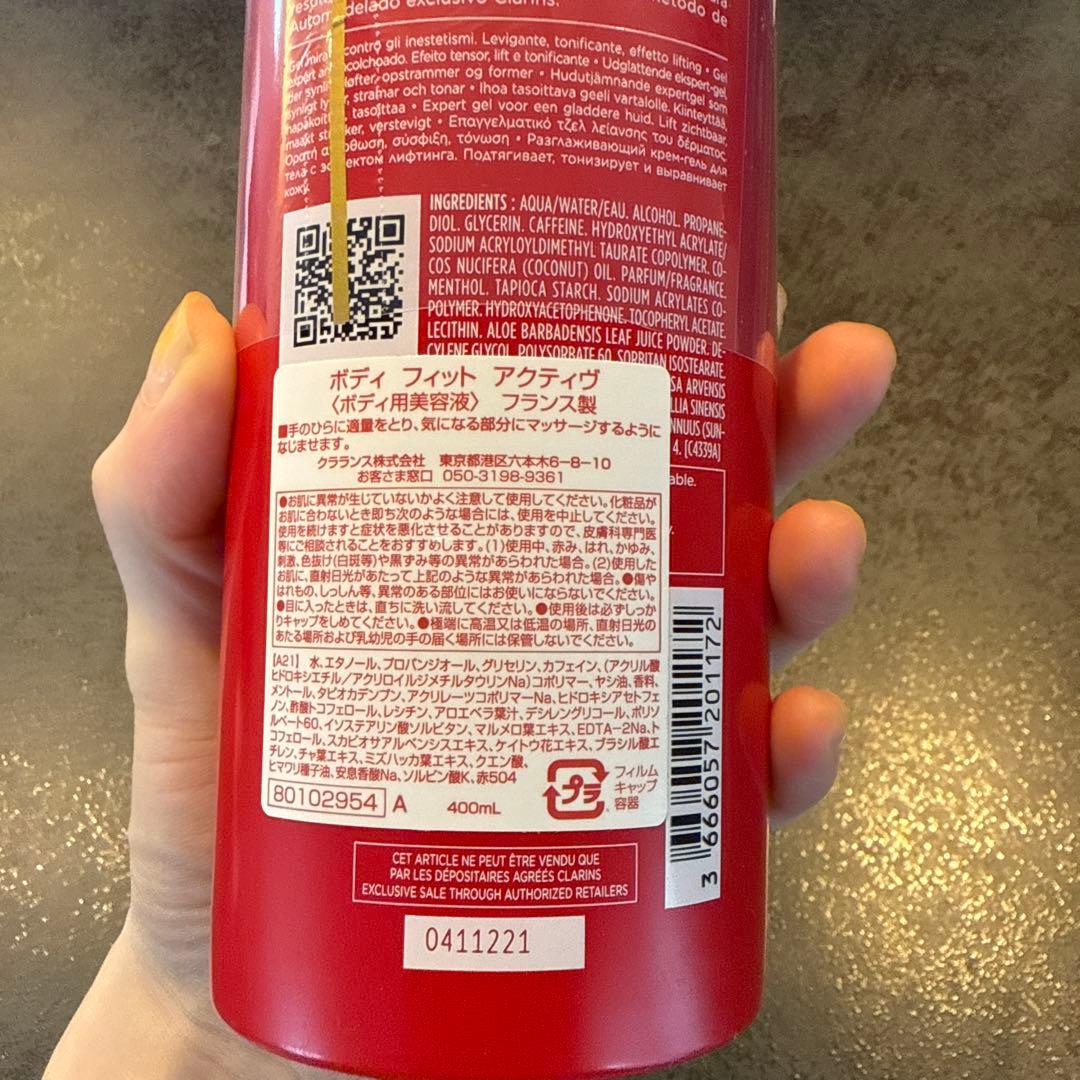 método de
Auto delado exclusivo Clarins.
Gel mira contro gli inestetismi. Levigante, tonificante, effetto lifting • Gel
expert a colchoado. Efeito tensor, lift e tonificante • Udglattende ekspert-gel,
der synli løfter, opstrammer og former • Hudutjämnande expertgel som
synligt ly stramar och tonar • Ihoa tasoittava geeli vartalolle. Kiinteyttää,
tasoittaa • Expert gel voor een gladdere huid. Lift zichtbaar,
maakt st ker, verstevigt • Επαγγελματικό τζελ λείανσης του δέρματος.
Ορατή α ρθωση, σύσφιξη, τόνωση • Разглаживающий крем-гель для
тела с эффектом лифтинга. Подтягивает, тонизирует и выравнивает
кожу.
INGREDIENTS : AQUA/WATER/EAU. ALCOHOL. PROPANE-
DIOL. GLYCERIN. CAFFEINE. HYDROXYETHYL ACRYLATE/
SODIUM ACRYLOYLDIMETHYL TAURATE COPOLYMER. CO-
COS NUCIFERA (COCONUT) OIL. PARFUM/FRAGRANCE.
MENTHOL. TAPIOCA STARCH. SODIUM ACRYLATES CO-
POLYMER. HYDROXYACETOPHENONE. TOCOPHERYL ACETATE.
LECITHIN. ALOE BARBADENSIS LEAF JUICE POWDER. DE-
CYLENE GLYCOL. POLYSORBATE 60. SORBITAN ISOSTEARATE.
SA ARVENSIS
LLIA SINENSIS
NNUUS (SUN-
4. [C4339A]
able.
ボディ フィット アクティヴ
〈ボディ用美容液〉 フランス製
■手のひらに適量をとり、気になる部分にマッサージするように
なじませます。
クラランス株式会社 東京都港区六本木6-8-10
お客さま窓口 050-3198-9361
●お肌に異常が生じていないかよく注意して使用してください。化粧品が
お肌に合わないとき即ち次のような場合には、使用を中止してください。
使用を続けますと症状を悪化させることがありますので、皮膚科専門医
等にご相談されることをおすすめします。(1)使用中、赤み、はれ、かゆみ、
刺激、色抜け(白斑等)や黒ずみ等の異常があらわれた場合。(2)使用した
お肌に、直射日光があたって上記のような異常があらわれた場合。●傷や
はれもの、しっしん等、異常のある部位にはお使いにならないでください。
●目に入ったときは、直ちに洗い流してください。●使用後は必ずしっか
りキャップをしめてください。●極端に高温又は低温の場所、直射日光の
あたる場所および乳幼児の手の届く場所には保管しないでください。
[A21] 水、エタノール、プロパンジオール、グリセリン、カフェイン、(アクリル酸
ヒドロキシエチル/アクリロイルジメチルタウリンNa)コポリマー、ヤシ油、香料、
メントール、タピオカデンプン、アクリレーツコポリマーNa、ヒドロキシアセトフェ
ノン、酢酸トコフェロール、レシチン、アロエベラ葉汁、デシレングリコール、ポリソ
ルベート60、イソステアリン酸ソルビタン、マルメロ葉エキス、EDTA-2Na、ト
コフェロール、スカビオサアルベンシスエキス、ケイトウ花エキス、ブラシル酸エ
チレン、チャ葉エキス、ミズハッカ葉エキス、クエン酸、
ヒマワリ種子油、安息香酸Na、ソルビン酸K、赤504
80102954 A 400mL
プラ
フィルム
キャップ
容器
3 666057 201172
CET ARTICLE NE PEUT ÊTRE VENDU QUE
PAR LES DÉPOSITAIRES AGRÉÉS CLARINS
EXCLUSIVE SALE THROUGH AUTHORIZED RETAILERS
0411221